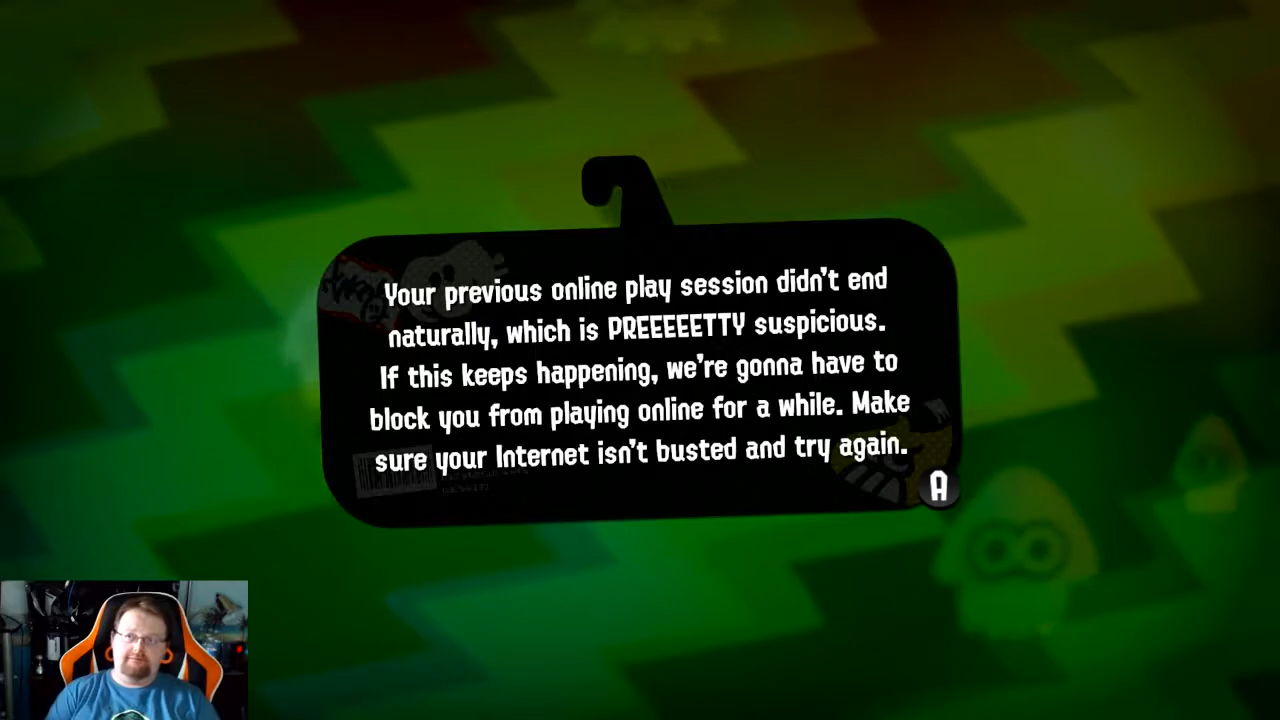 Your previous online play session didn't end
naturally, which is PREEEEETTY suspicious.
If this keeps happening, we're gonna have to
block you from playing online for a while. Make
sure your Internet isn't busted and try again.
A